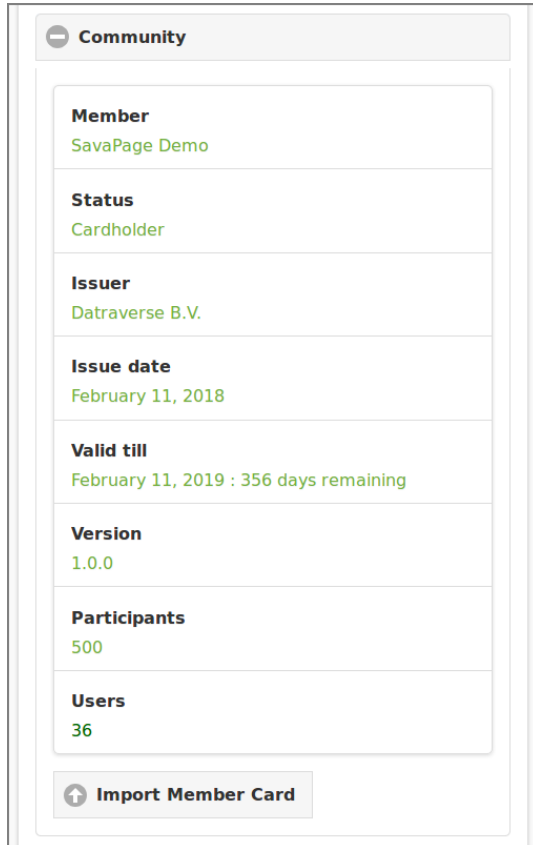 Community
Member
SavaPage Demo
Status
Cardholder
Issuer
Datraverse B.V.
Issue date
February 11, 2018
Valid till
February 11, 2019 : 356 days remaining
Version
1.0.0
Participants
500
Users
36
Import Member Card